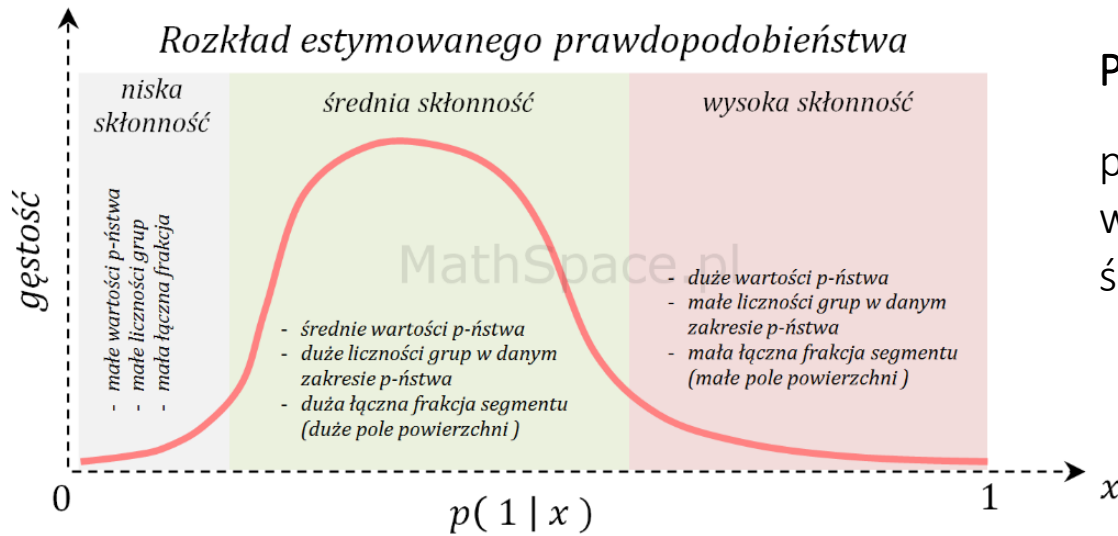 Rozkład estymowanego prawdopodobieństwa
niska
skłonność
średnia skłonność
wysoka skłonność
gęstość
- małe wartości p-ństwa
- małe liczności grup
- mała łączna frakcja
- średnie wartości p-ństwa
- duże liczności grup w danym
zakresie p-ństwa
- duża łączna frakcja segmentu
(duże pole powierzchni )
- duże wartości p-ństwa
- małe liczności grup w danym
zakresie p-ństwa
- mała łączna frakcja segmentu
(małe pole powierzchni )
MathSpace.pl
0
p( 1 | x )
1
x
P
p
w
ś